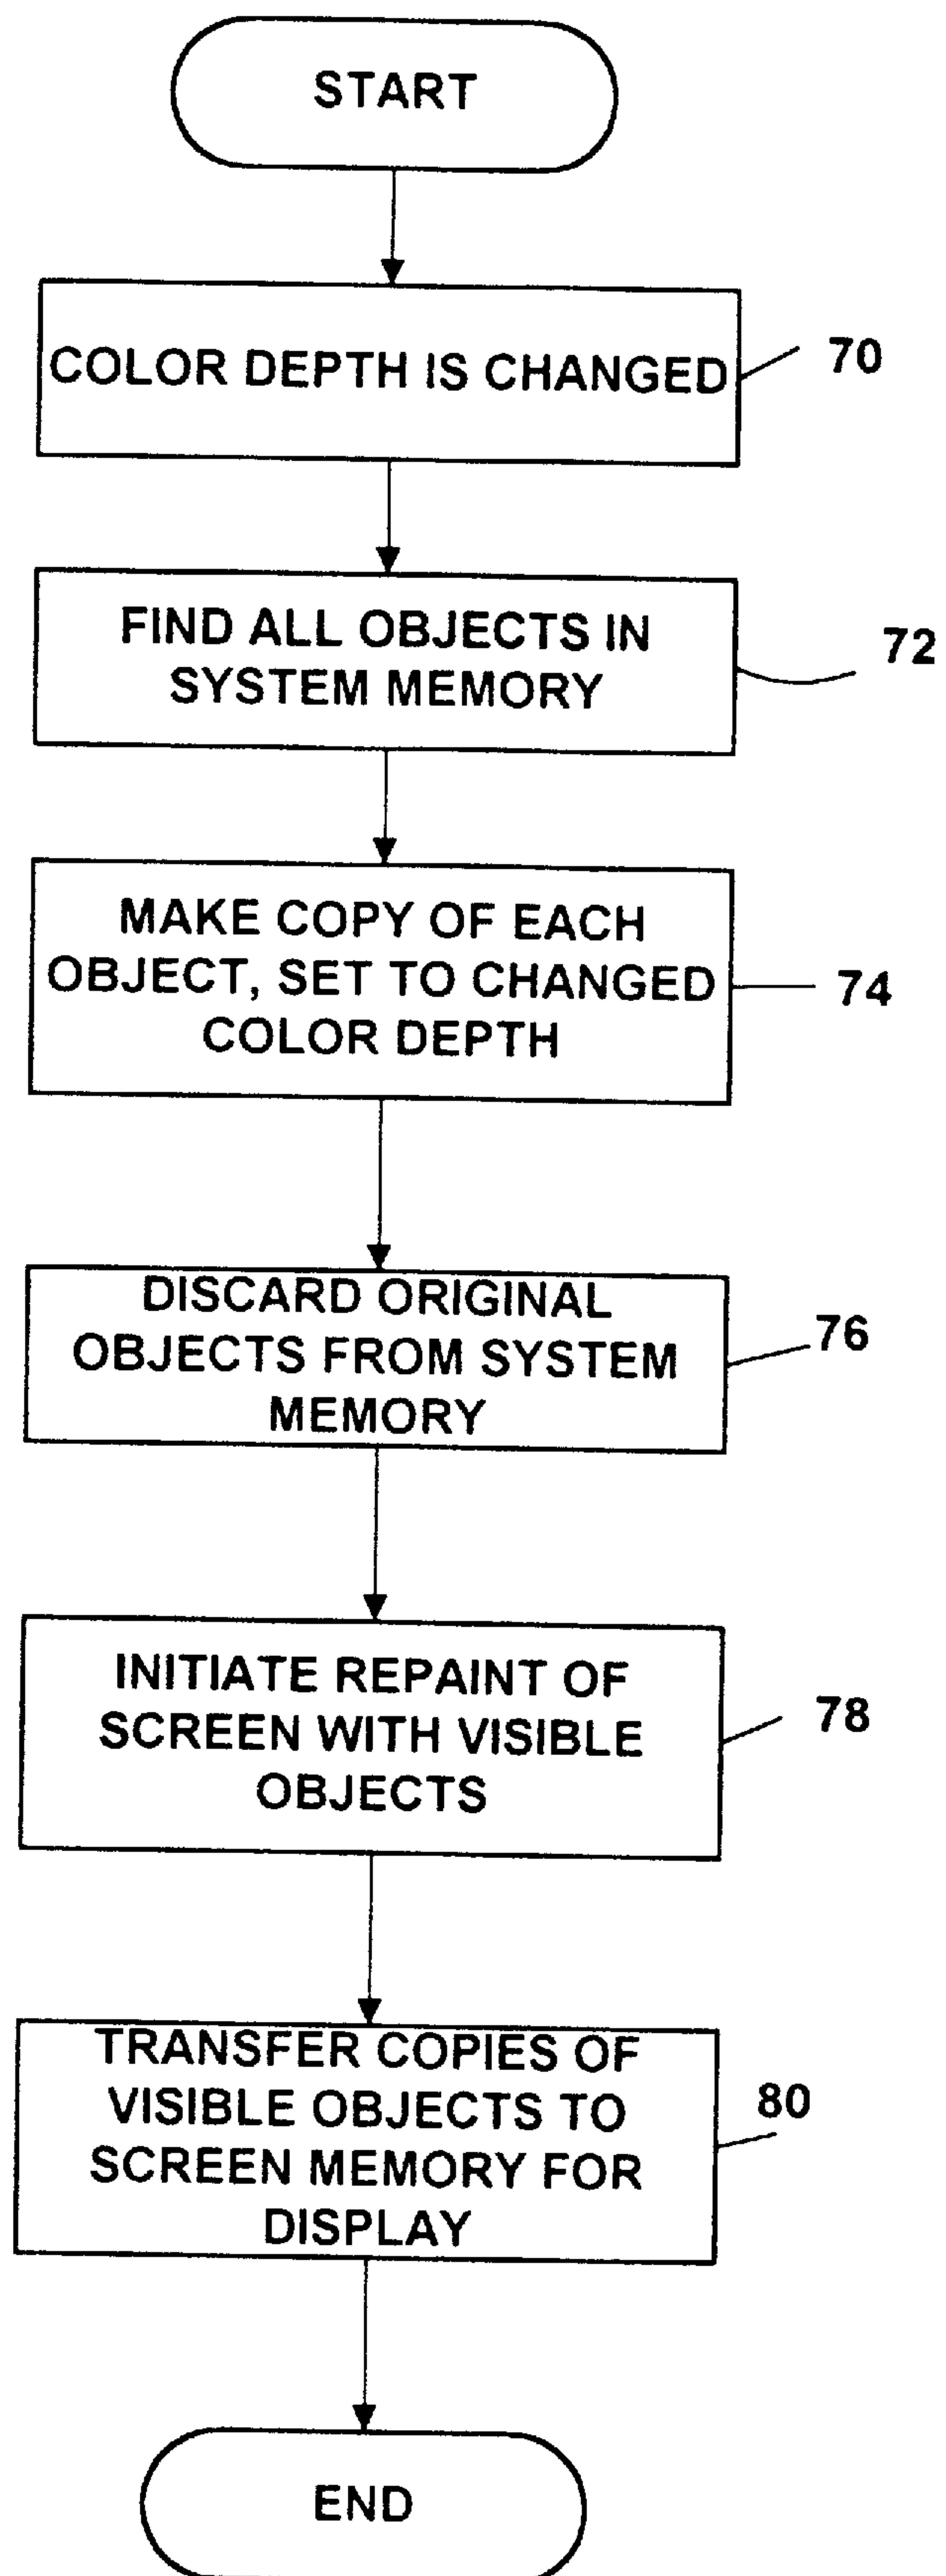 START
COLOR DEPTH IS CHANGED
70
FIND ALL OBJECTS IN
SYSTEM MEMORY
72
MAKE COPY OF EACH
OBJECT, SET TO CHANGED
COLOR DEPTH
74
DISCARD ORIGINAL
OBJECTS FROM SYSTEM
MEMORY
76
INITIATE REPAINT OF
SCREEN WITH VISIBLE
OBJECTS
78
TRANSFER COPIES OF
VISIBLE OBJECTS TO
SCREEN MEMORY FOR
DISPLAY
80
END